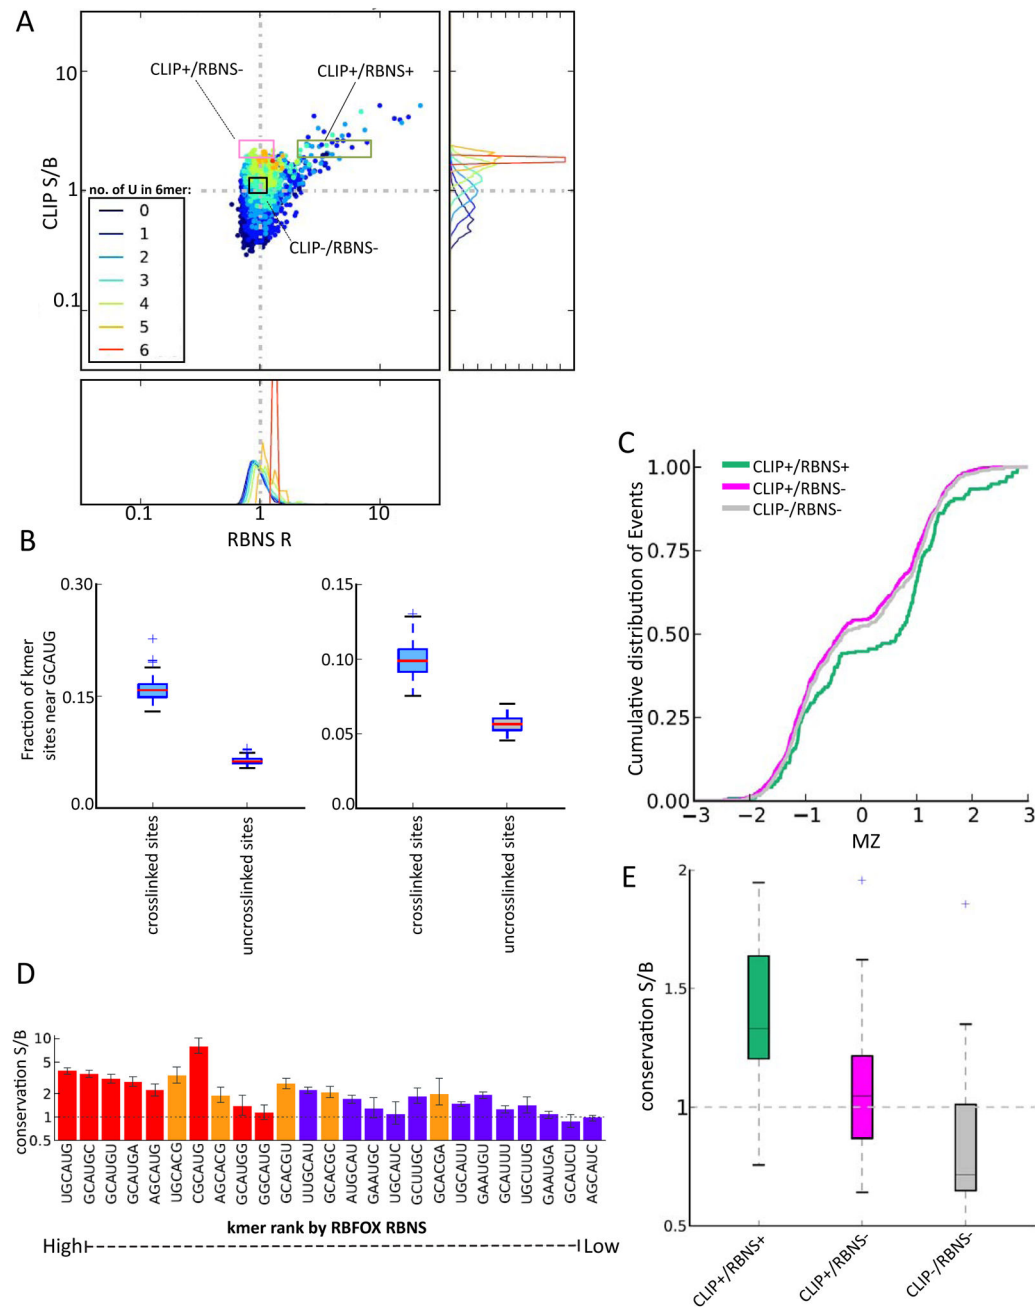 A
CLIP S/B
10
1
0.1
CLIP+/RBNS-
CLIP+/RBNS+
CLIP-/RBNS-
no. of U in 6mer:
0
1
2
3
4
5
6
0.1
1
10
RBNS R
B
Fraction of kmer
sites near GCAUG
0.30
0.15
0.0
crosslinked sites
uncrosslinked sites
0.15
0.10
0.05
0.0
crosslinked sites
uncrosslinked sites
C
Cumulative distribution of Events
1.00
0.75
0.50
0.25
0.00
CLIP+/RBNS+
CLIP+/RBNS-
CLIP-/RBNS-
−3
−2
−1
0
1
2
3
MZ
D
conservation S/B
10
5
2
1
0.5
UGCAUG
GCAUGC
GCAUGU
GCAUGA
AGCAUG
UGCACG
CGCAUG
AGCACG
GCAUGG
GGCAUG
GCACGU
UUGCAU
GCACGC
AUGCAU
GAAUGC
UGCAUC
GCUUGC
GCACGA
UGCAUU
GAAUGU
GCAUUU
UGCUUG
GAAUGA
GCAUCU
AGCAUC
kmer rank by RBFOX RBNS
High
Low
E
conservation S/B
2
1.5
1
0.5
CLIP+/RBNS+
CLIP+/RBNS-
CLIP-/RBNS-